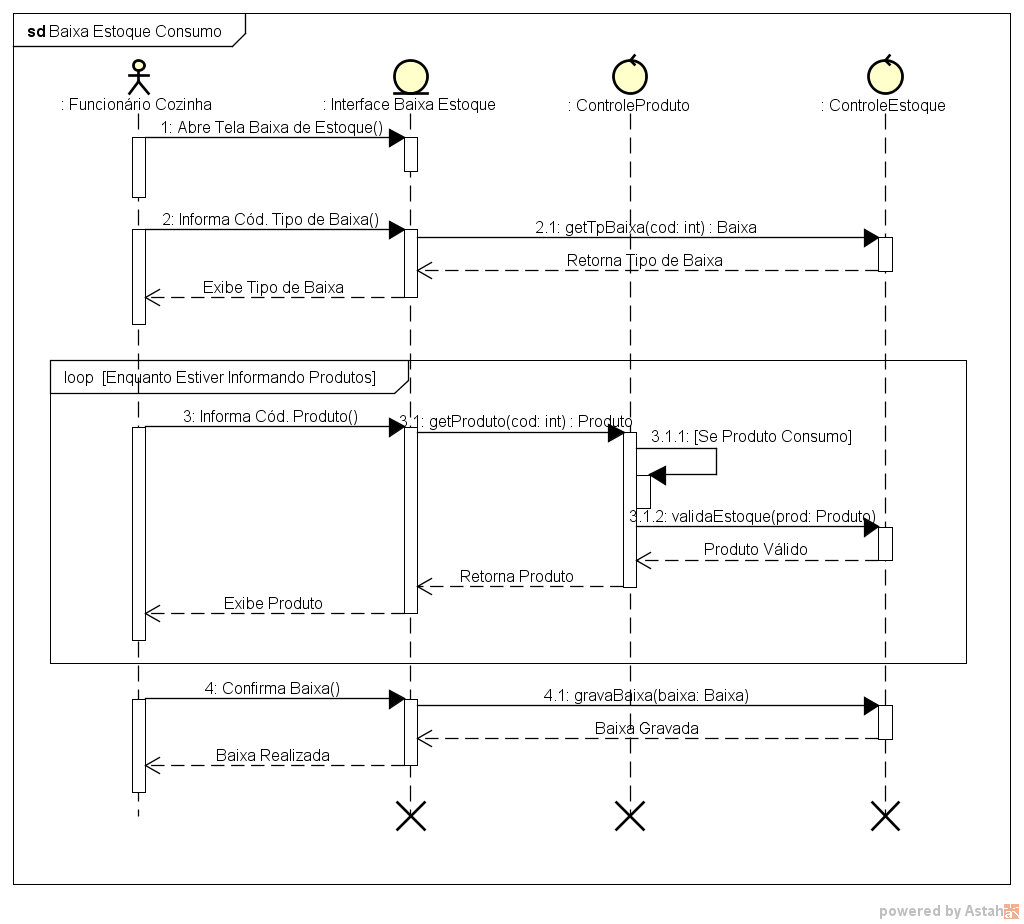 sd Baixa Estoque Consumo
: Funcionário Cozinha
: Interface Baixa Estoque
: ControleProduto
: ControleEstoque
1: Abre Tela Baixa de Estoque()
2: Informa Cód. Tipo de Baixa()
2.1: getTpBaixa(cod: int) : Baixa
Retorna Tipo de Baixa
Exibe Tipo de Baixa
loop [Enquanto Estiver Informando Produtos]
3: Informa Cód. Produto()
3.1: getProduto(cod: int) : Produto
3.1.1: [Se Produto Consumo]
3.1.2: validaEstoque(prod: Produto)
Produto Válido
Retorna Produto
Exibe Produto
4: Confirma Baixa()
4.1: gravaBaixa(baixa: Baixa)
Baixa Gravada
Baixa Realizada
powered by Astah